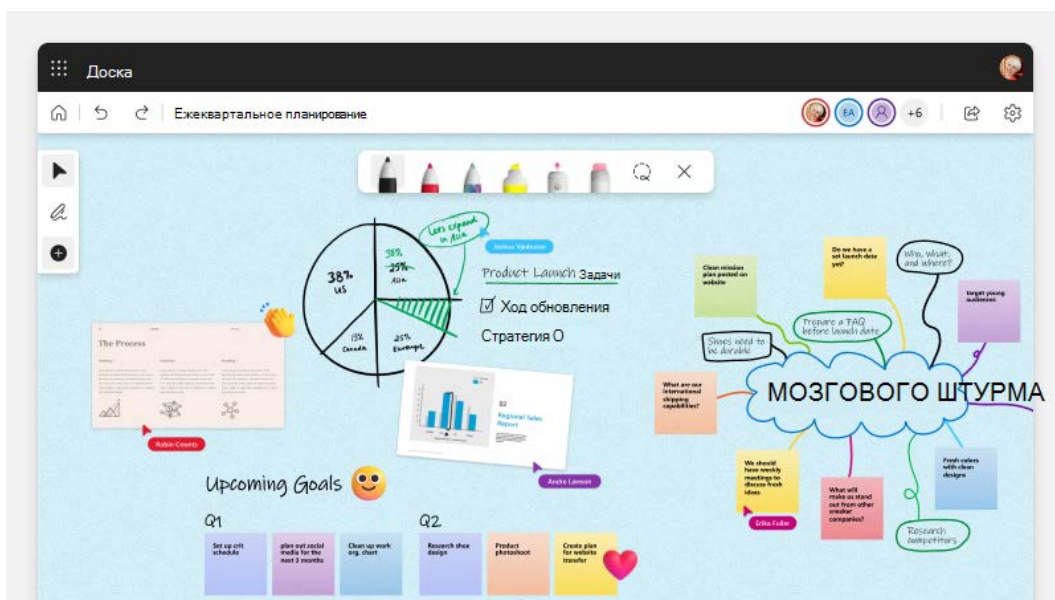 Доска
Ежеквартальное планирование
EA
+6
Let's expand
in Asia
Joshua VanBuren
38%
US
38%
25%
Asia
13%
Canada
25%
Product Launch Задачи
Ход обновления
Стратегия О
The Process
Robin Counts
Q2
Regional Sales
Report
Andre Lawson
Clean mission
plan posted on
website
Do we have a
set launch date
yet?
Who, what,
and where?
target young
audiences
Prepare a FAQ
before launch date
Shoes need to
be durable
What are our
international
shipping
capabilities?
МОЗГОВОГО ШТУРМА
We should
have weekly
meetings to
discuss fresh
ideas
Erika Fuller
What will
make us stand
out from other
sneaker
companies?
Fresh colors
with clean
designs
Research
competitors
Upcoming Goals
Q1
Set up crit
schedule
plan out social
media for the
next 3 months
Clean up work
org. chart
Q2
Research shoe
design
Product
photoshoot
Create plan
for website
transfer